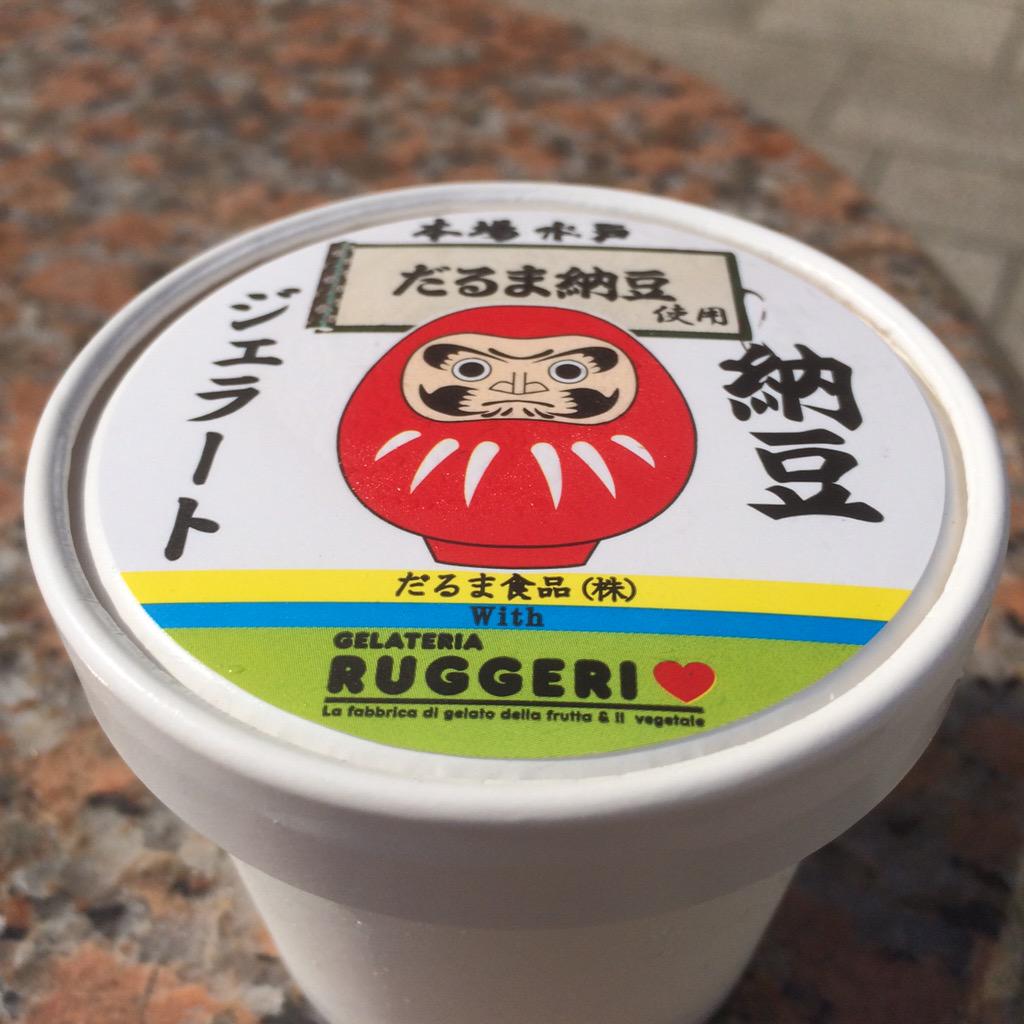 本場水戸
だるま納豆
使用
納豆
ジェラート
だるま食品(株)
With
GELATERIA
RUGGERI
La fabbrica di gelato della frutta & il vegetale